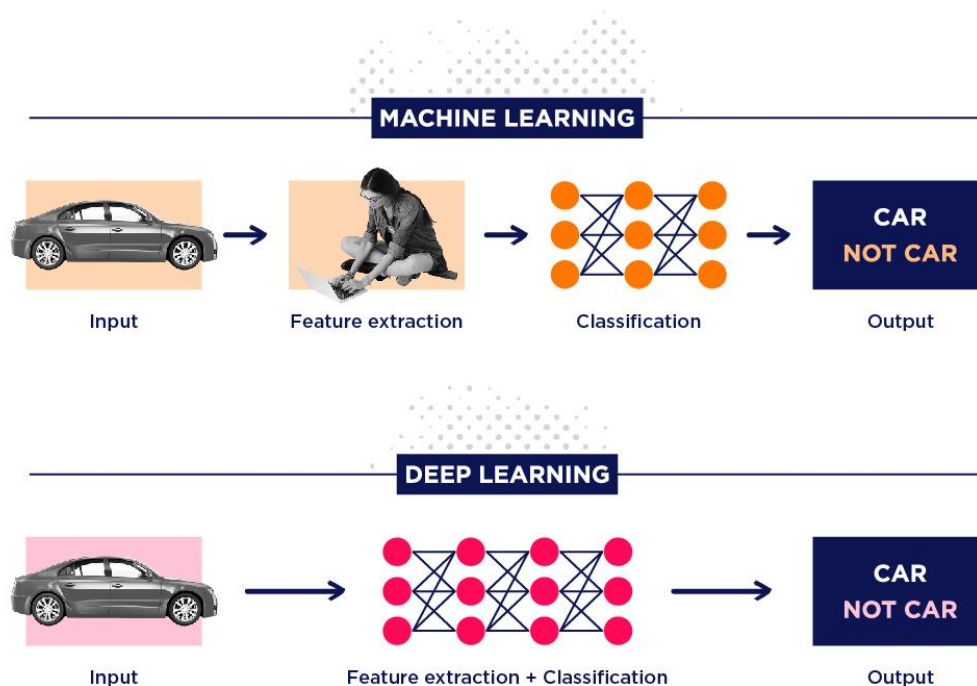 MACHINE LEARNING
CAR
NOT CAR
Input
Feature extraction
Classification
Output
DEEP LEARNING
CAR
NOT CAR
Input
Feature extraction + Classification
Output